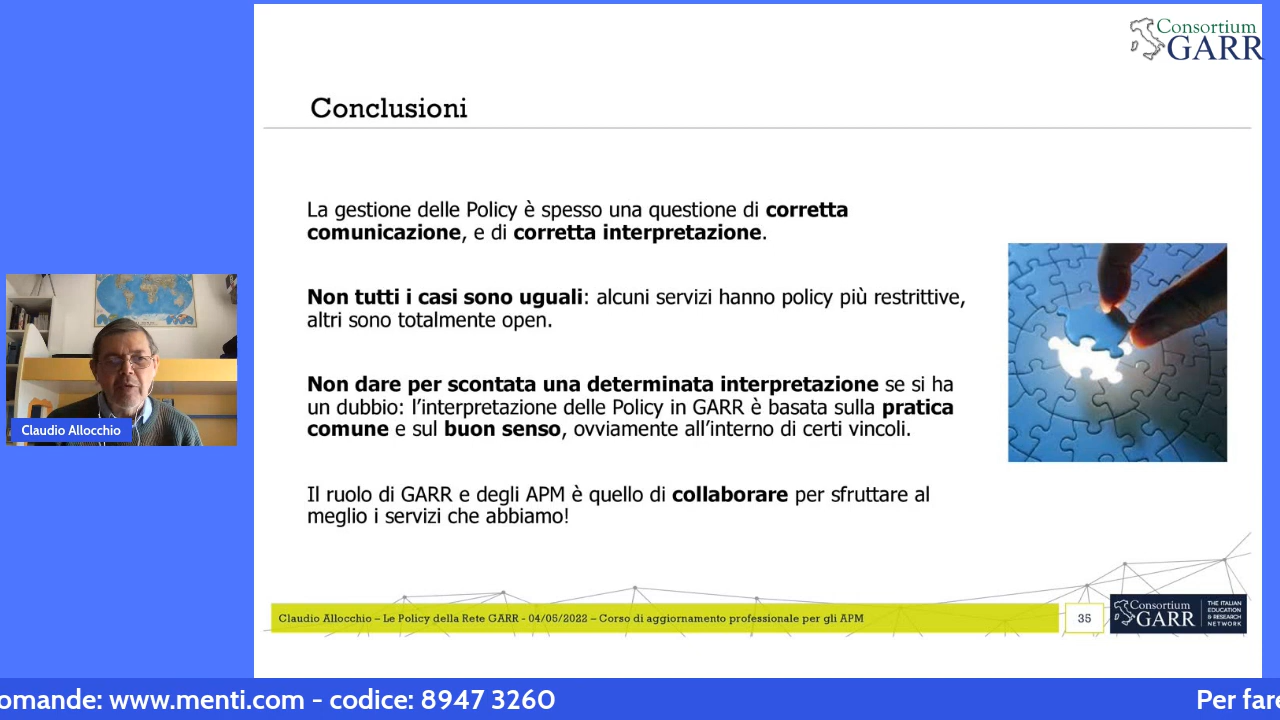 Consortium
GARR
Conclusioni
La gestione delle Policy è spesso una questione di corretta
comunicazione, e di corretta interpretazione.
Non tutti i casi sono uguali: alcuni servizi hanno policy più restrittive,
altri sono totalmente open.
Non dare per scontata una determinata interpretazione se si ha
un dubbio: l'interpretazione delle Policy in GARR è basata sulla pratica
comune e sul buon senso, ovviamente all'interno di certi vincoli.
Il ruolo di GARR e degli APM è quello di collaborare per sfruttare al
meglio i servizi che abbiamo!
Claudio Allocchio
Claudio Allocchio – Le Policy della Rete GARR - 04/05/2022 – Corso di aggiornamento professionale per gli APM
35
Consortium
GARR
THE ITALIAN
EDUCATION
& RESEARCH
NETWORK
omande: www.menti.com - codice: 8947 3260
Per fare